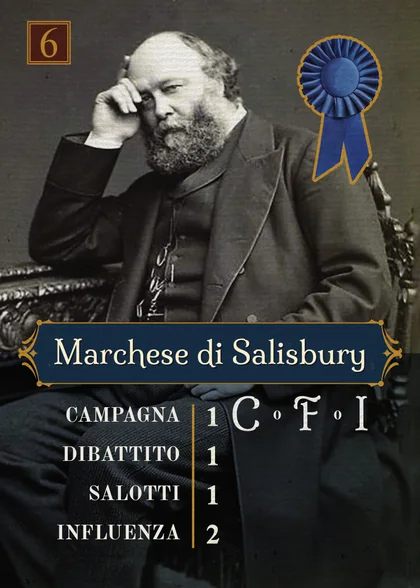 6
Marchese di Salisbury
CAMPAGNA 1 C o F o I
DIBATTITO 1
SALOTTI 1
INFLUENZA 2